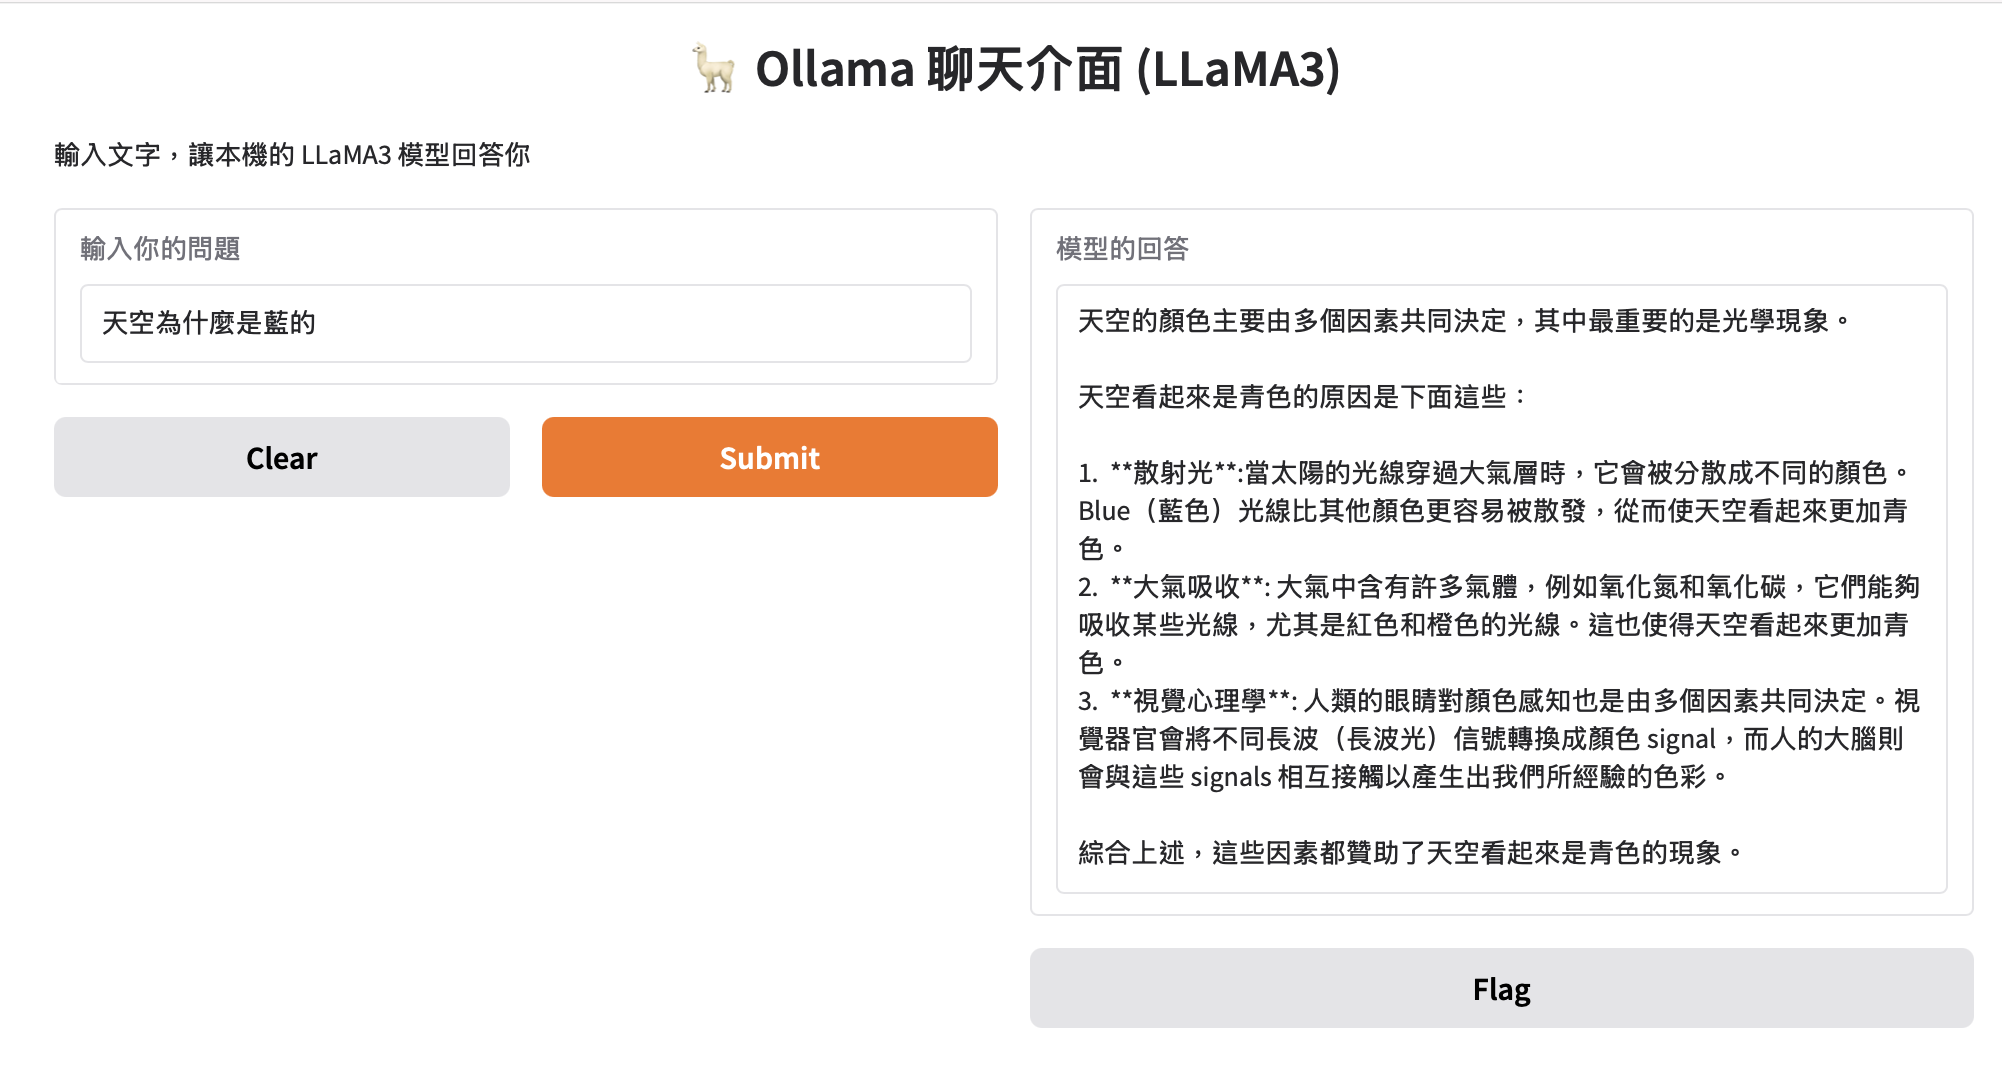 🦙 Ollama 聊天介面 (LLaMA3)
輸入文字，讓本機的 LLaMA3 模型回答你
輸入你的問題
天空為什麼是藍的
Clear
Submit
模型的回答
天空的顏色主要由多個因素共同決定，其中最重要的是光學現象。
天空看起來是青色的原因是下面這些：
1. **散射光**:當太陽的光線穿過大氣層時，它會被分散成不同的顏色。
Blue（藍色）光線比其他顏色更容易被散發，從而使天空看起來更加青
色。
2. **大氣吸收**: 大氣中含有許多氣體，例如氧化氮和氧化碳，它們能夠
吸收某些光線，尤其是紅色和橙色的光線。這也使得天空看起來更加青
色。
3. **視覺心理學**: 人類的眼睛對顏色感知也是由多個因素共同決定。視
覺器官會將不同長波（長波光）信號轉換成顏色 signal，而人的大腦則
會與這些 signals 相互接觸以產生出我們所經驗的色彩。
綜合上述，這些因素都贊助了天空看起來是青色的現象。
Flag